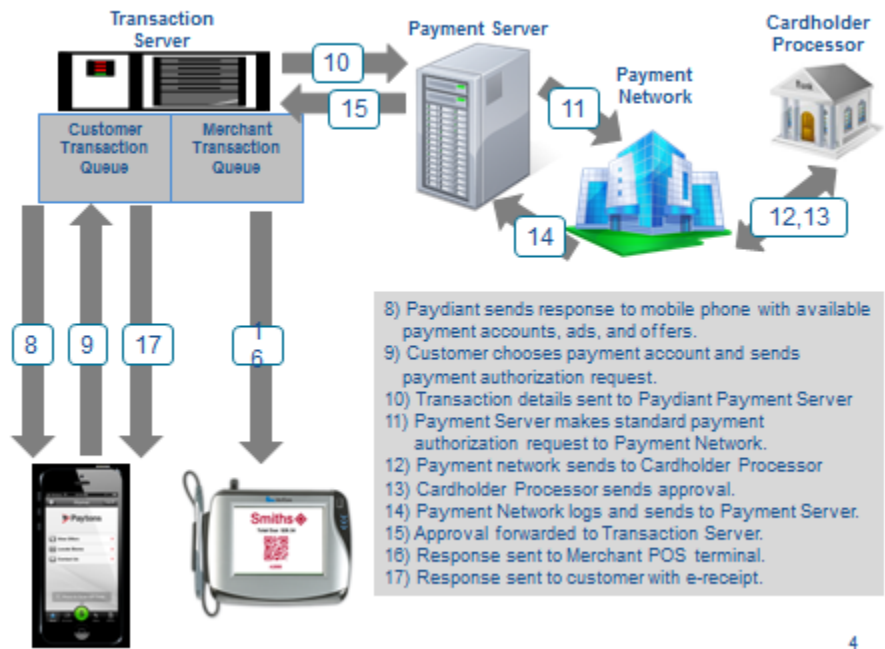 Transaction
Server
Payment Server
Cardholder
Processor
Payment
Network
10
15
11
12,13
14
Customer
Transaction
Queue
Merchant
Transaction
Queue
8
9
17
1
6
8) Paydiant sends response to mobile phone with available
payment accounts, ads, and offers.
9) Customer chooses payment account and sends
payment authorization request.
10) Transaction details sent to Paydiant Payment Server
11) Payment Server makes standard payment
authorization request to Payment Network.
12) Payment network sends to Cardholder Processor
13) Cardholder Processor sends approval.
14) Payment Network logs and sends to Payment Server.
15) Approval forwarded to Transaction Server.
16) Response sent to Merchant POS terminal.
17) Response sent to customer with e-receipt.
Bank
Paytons
Smiths
4